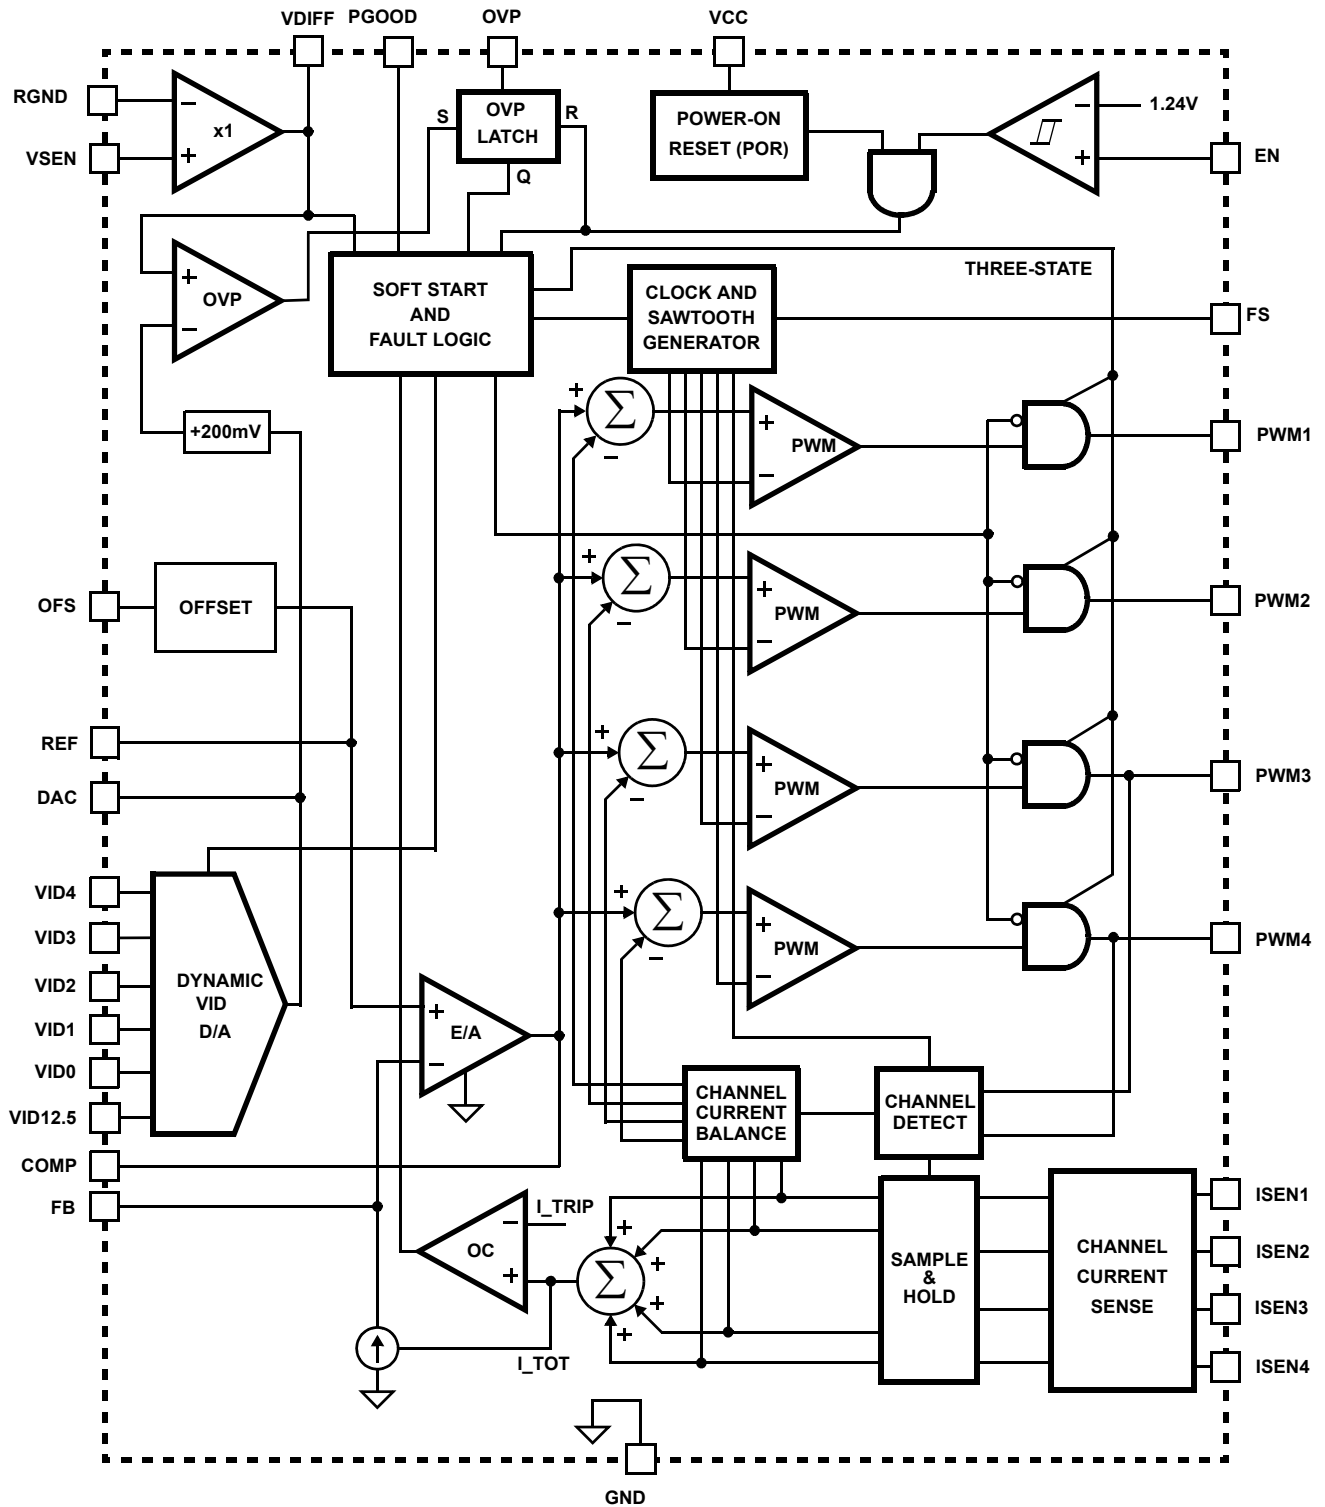 VDIFF PGOOD OVP VCC
RGND
VSEN
− + x1
S
OVP
LATCH
R
Q
POWER-ON
RESET (POR)
−
+
1.24V
EN
+
−
OVP
SOFT START
AND
FAULT LOGIC
CLOCK AND
SAWTOOTH
GENERATOR
THREE-STATE
FS
+200mV
+
Σ
−
+
−
PWM
PWM1
OFS
OFFSET
+
Σ
−
+
−
PWM
PWM2
REF
DAC
+
Σ
−
+
−
PWM
PWM3
VID4
VID3
VID2
VID1
VID0
VID12.5
DYNAMIC
VID
D/A
+
Σ
−
+
−
PWM
PWM4
+
−
E/A
COMP
FB
CHANNEL
CURRENT
BALANCE
CHANNEL
DETECT
−
+
OC
I_TRIP
I_TOT
Σ
+
+
+
+
SAMPLE
&
HOLD
CHANNEL
CURRENT
SENSE
ISEN1
ISEN2
ISEN3
ISEN4
GND